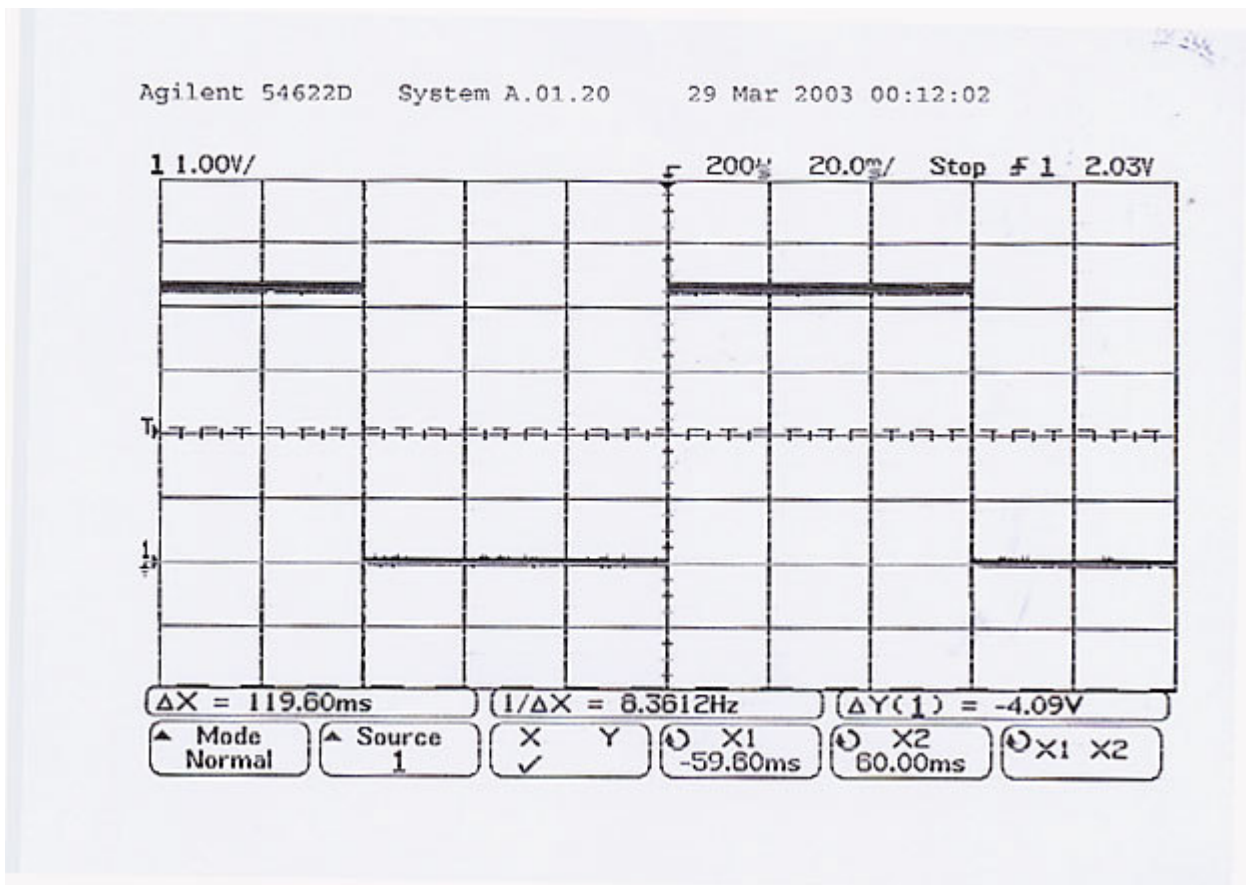 Agilent 54622D System A.01.20 29 Mar 2003 00:12:02
1 1.00V/ 200µs 20.0ms/ Stop 1 2.03V
T
1
ΔX = 119.60ms 1/ΔX = 8.3612Hz ΔY(1) = -4.09V
Mode Source X Y X1 X2 X1 X2
Normal 1 ✓ -59.60ms 60.00ms